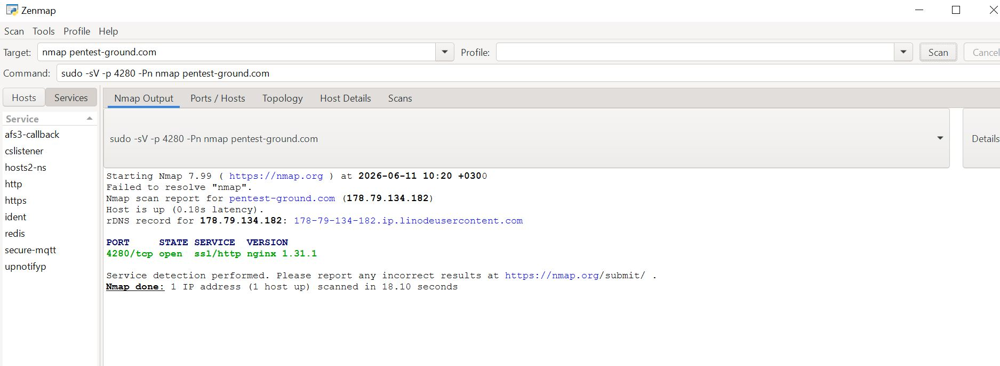 Zenmap
Scan Tools Profile Help
Target: nmap pentest-ground.com Profile: Scan Cancel
Command: sudo -sV -p 4280 -Pn nmap pentest-ground.com
Hosts Services Nmap Output Ports / Hosts Topology Host Details Scans
Service
afs3-callback
cslistener
hosts2-ns
http
https
ident
redis
secure-mqtt
upnotifyp
sudo -sV -p 4280 -Pn nmap pentest-ground.com Details
Starting Nmap 7.99 ( https://nmap.org ) at 2026-06-11 10:20 +0300
Failed to resolve "nmap".
Nmap scan report for pentest-ground.com (178.79.134.182)
Host is up (0.18s latency).
rDNS record for 178.79.134.182: 178-79-134-182.ip.linodeusercontent.com
PORT STATE SERVICE VERSION
4280/tcp open ssl/http nginx 1.31.1
Service detection performed. Please report any incorrect results at https://nmap.org/submit/ .
Nmap done: 1 IP address (1 host up) scanned in 18.10 seconds